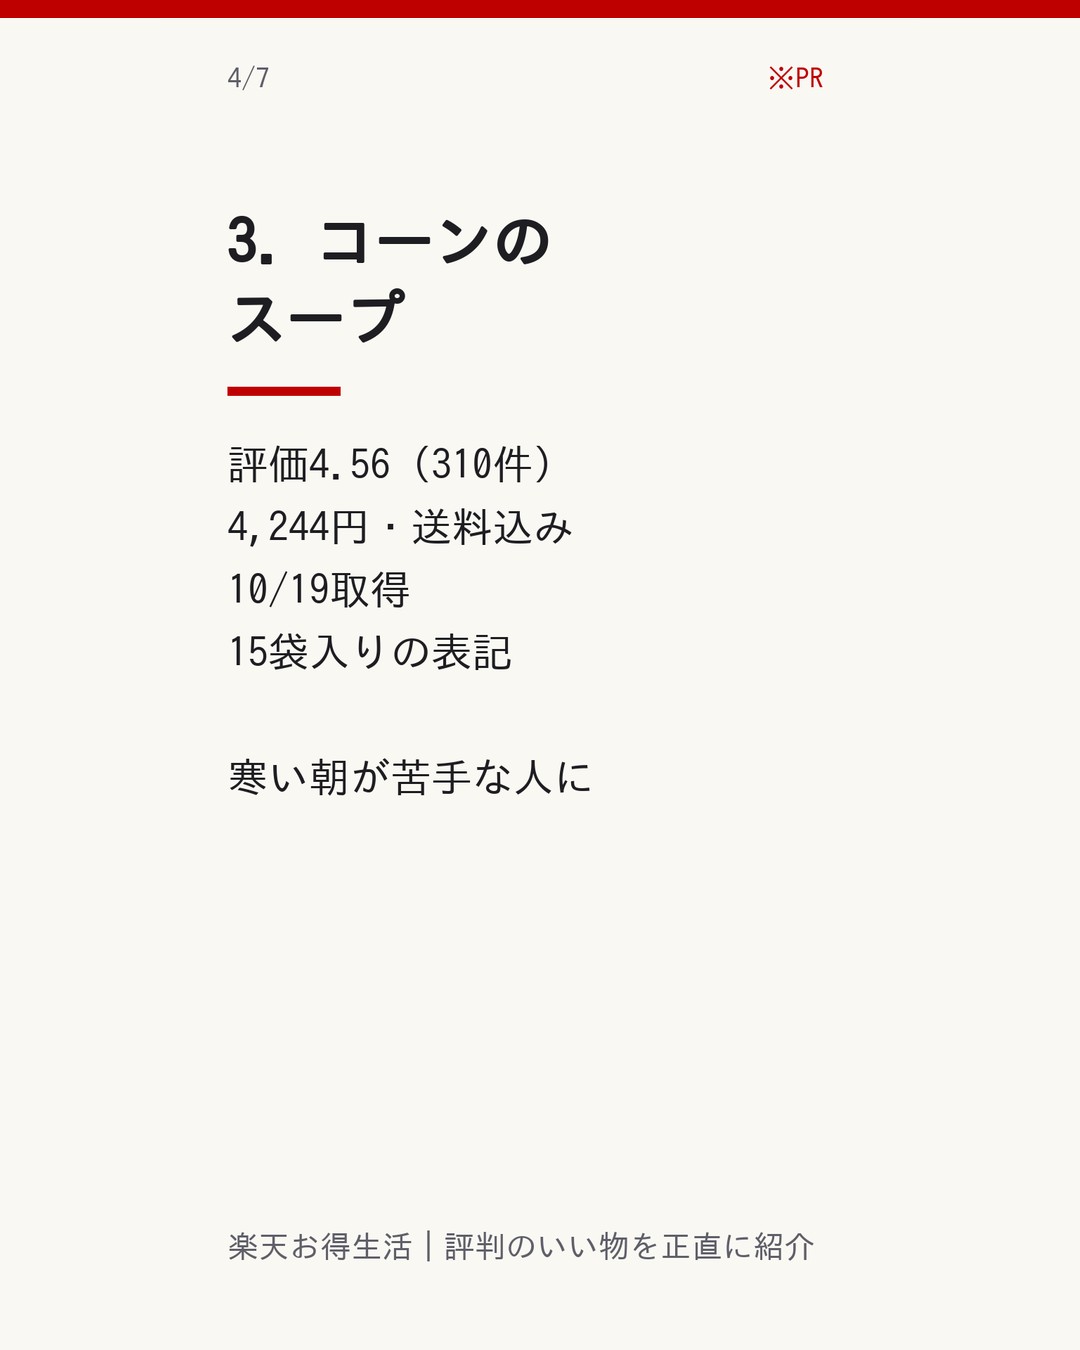 4/7
※PR
3. コーンの
スープ
評価4.56（310件）
4,244円・送料込み
10/19取得
15袋入りの表記
寒い朝が苦手な人に
楽天お得生活｜評判のいい物を正直に紹介